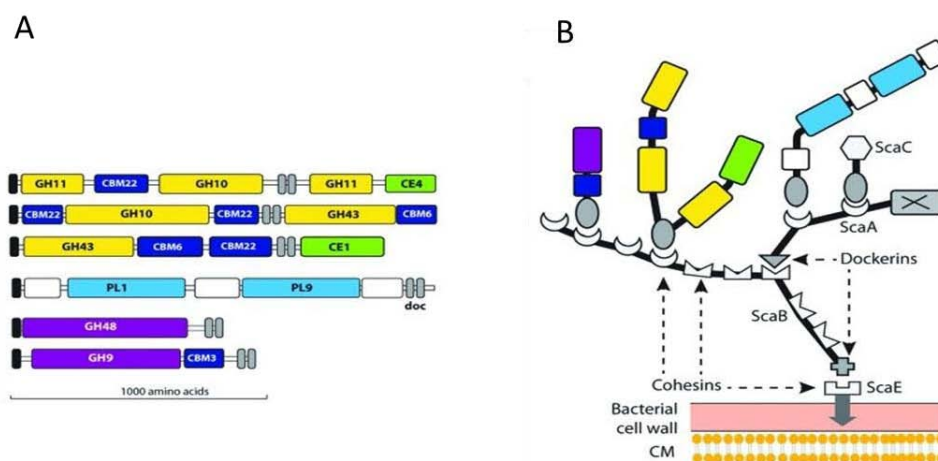 A
GH11 CBM22 GH10 GH11 CE4
CBM22 GH10 CBM22 GH43 CBM6
GH43 CBM6 CBM22 CE1
PL1 PL9
doc
GH48
GH9 CBM3
1000 amino acids
B
ScaC
ScaA
Dockerins
ScaB
Cohesins
ScaE
Bacterial
cell wall
CM